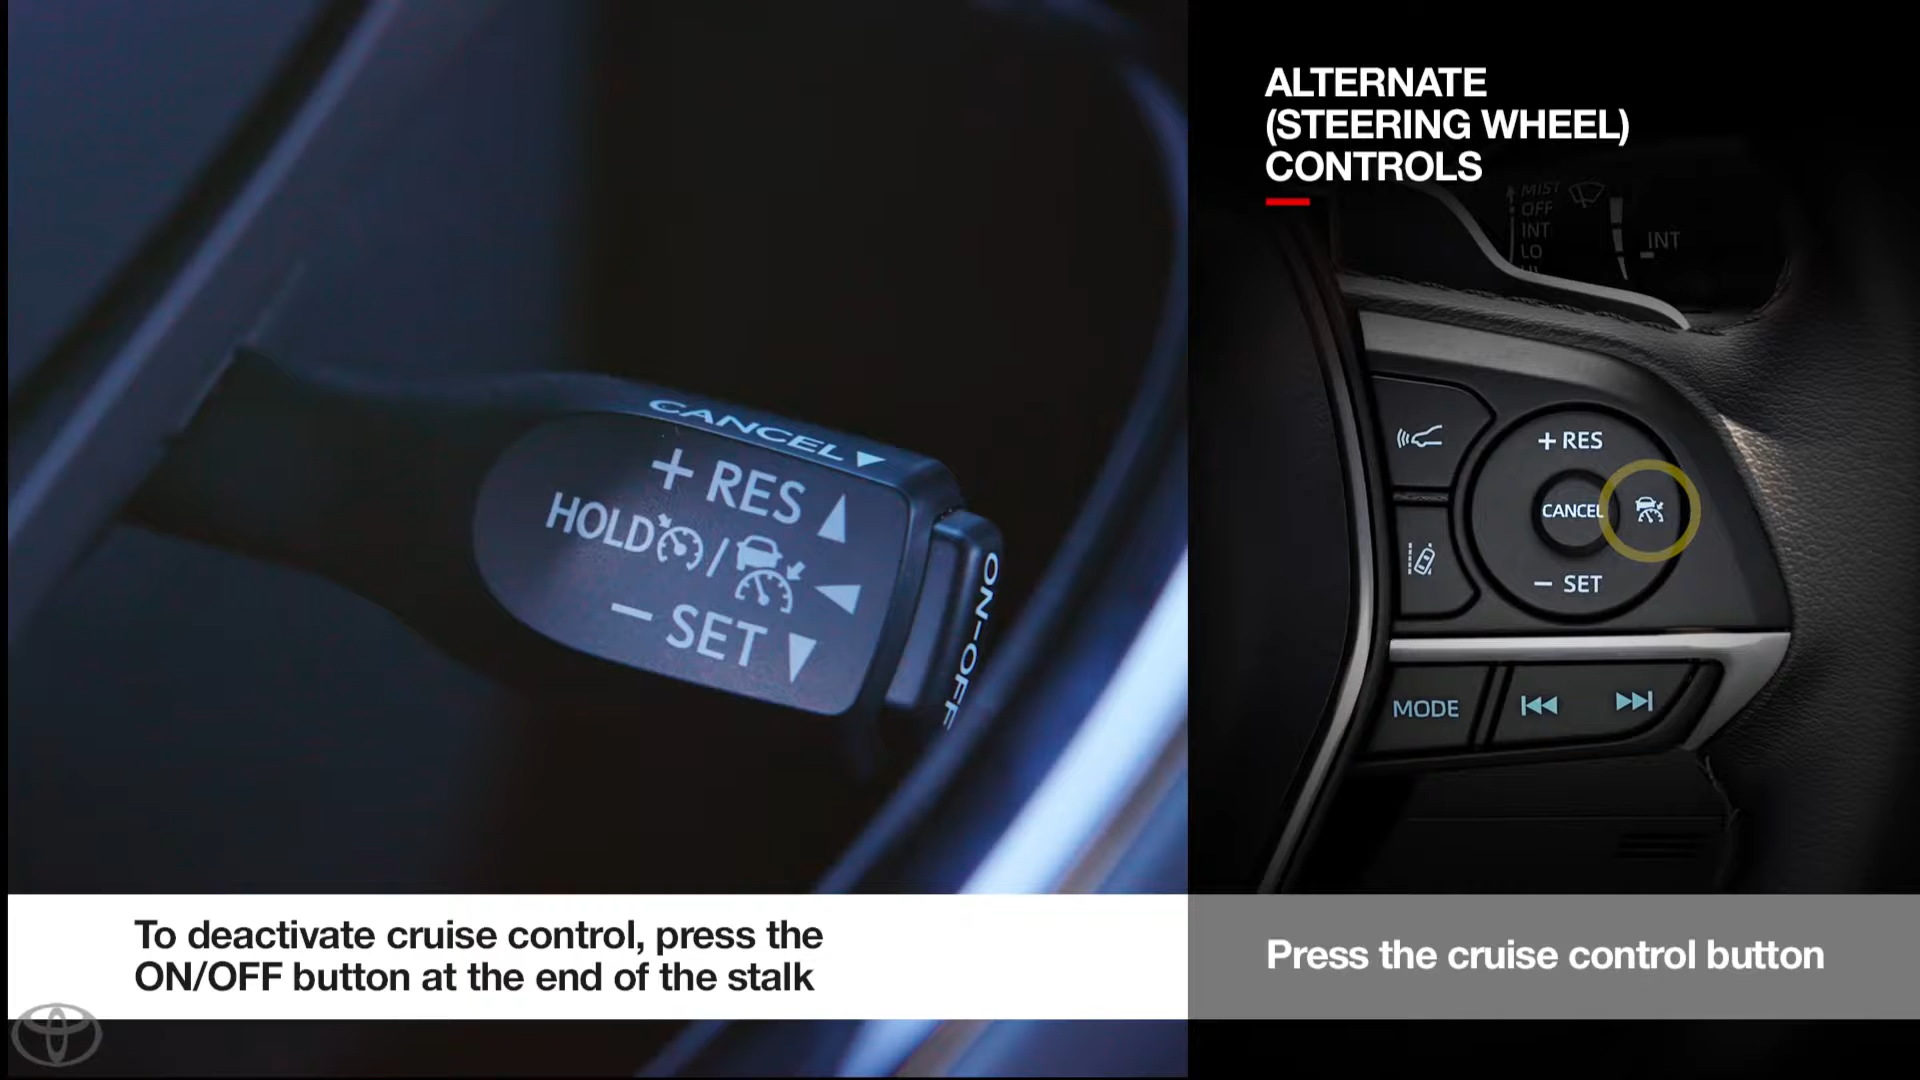 CANCEL▼
+ RES ▲
HOLD / ◀
− SET ▼
ON–OFF
To deactivate cruise control, press the
ON/OFF button at the end of the stalk
ALTERNATE
(STEERING WHEEL)
CONTROLS
MIST
OFF
INT
LO
INT
+ RES
CANCEL
− SET
MODE
Press the cruise control button